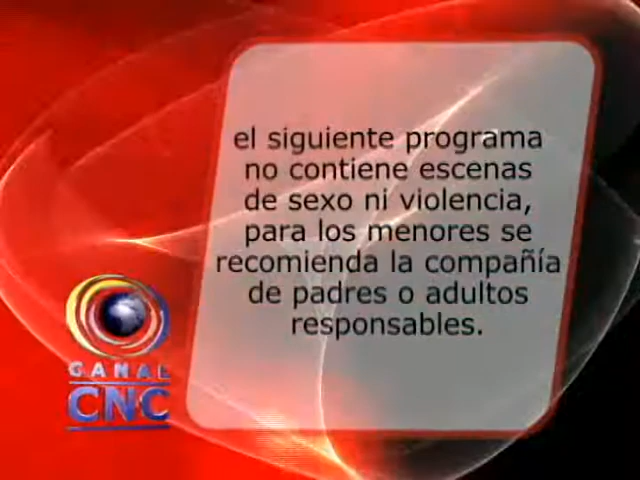 el siguiente programa
no contiene escenas
de sexo ni violencia,
para los menores se
recomienda la compañía
de padres o adultos
responsables.
CANAL
CNC